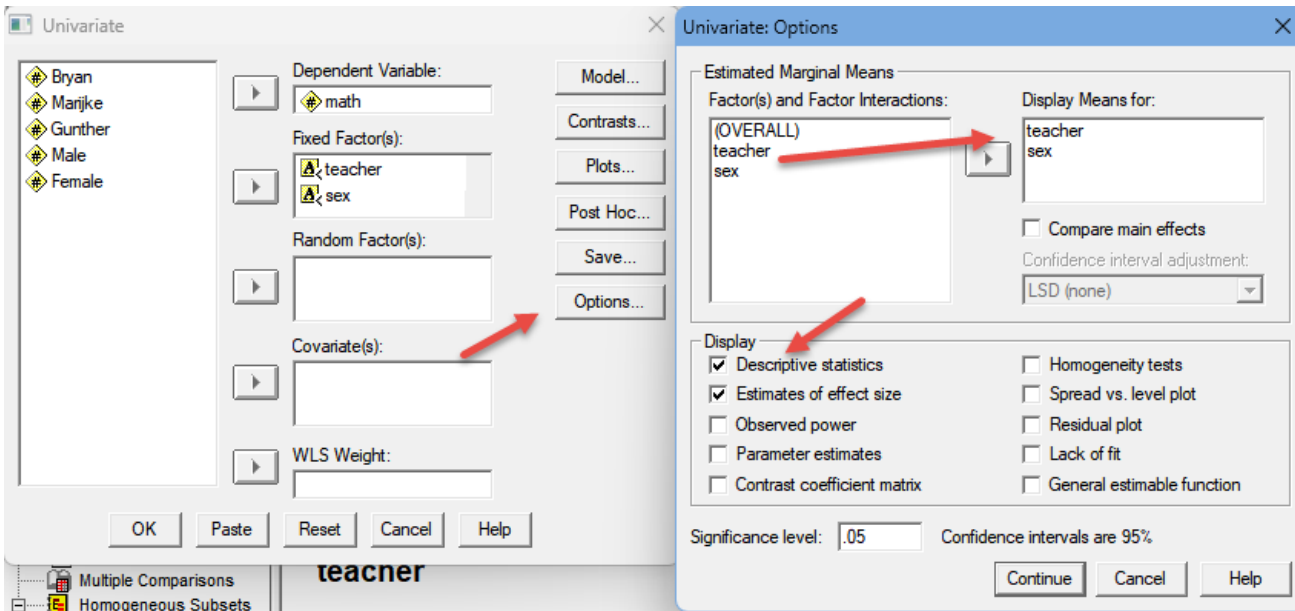 Univariate
Bryan
Marijke
Gunther
Male
Female
Dependent Variable:
math
Fixed Factor(s):
teacher
sex
Random Factor(s):
Covariate(s):
WLS Weight:
Model...
Contrasts...
Plots...
Post Hoc...
Save...
Options...
OK Paste Reset Cancel Help
Multiple Comparisons
Homogeneous Subsets
teacher
Univariate: Options
Estimated Marginal Means
Factor(s) and Factor Interactions:
(OVERALL)
teacher
sex
Display Means for:
teacher
sex
Compare main effects
Confidence interval adjustment:
LSD (none)
Display
Descriptive statistics
Estimates of effect size
Observed power
Parameter estimates
Contrast coefficient matrix
Homogeneity tests
Spread vs. level plot
Residual plot
Lack of fit
General estimable function
Significance level: .05 Confidence intervals are 95%
Continue Cancel Help